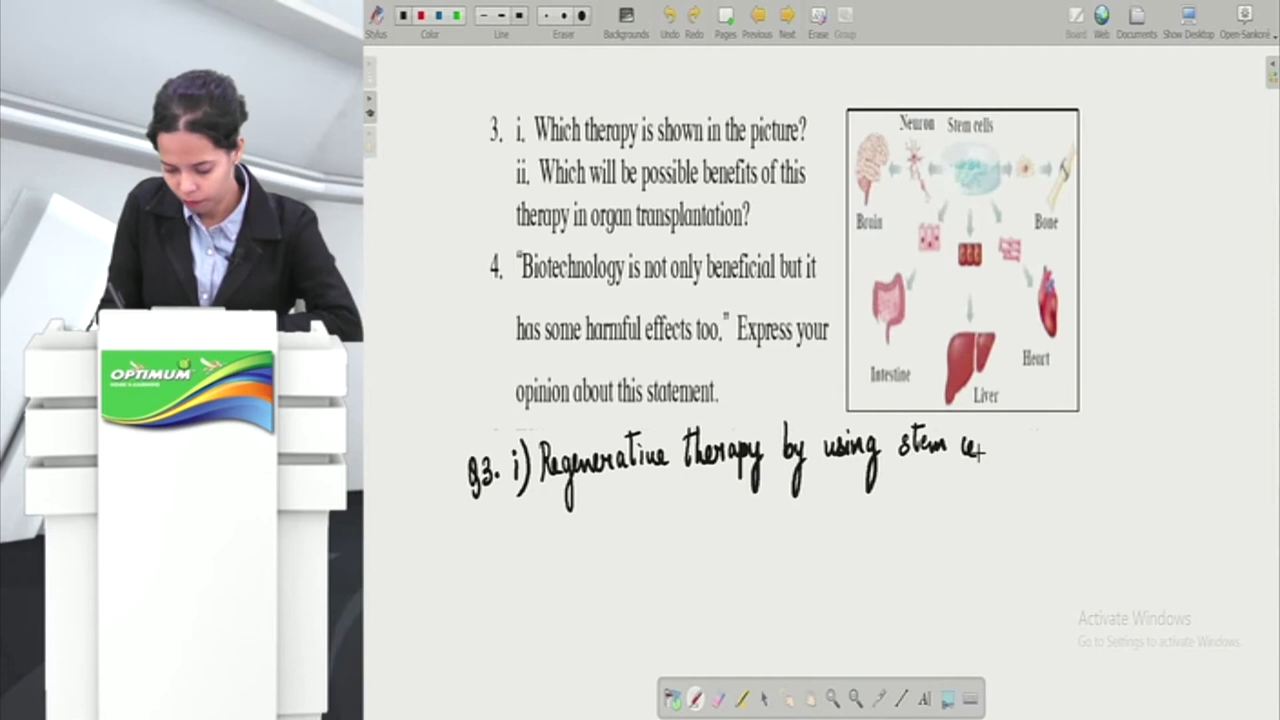 Stylus
Color
Line
Eraser
Backgrounds
Undo
Redo
Pages
Previous
Next
Erase
Group
Board
Web
Documents
Show Desktop
Open-Sankoré
3. i. Which therapy is shown in the picture?
ii. Which will be possible benefits of this
therapy in organ transplantation?
4. "Biotechnology is not only beneficial but it
has some harmful effects too." Express your
opinion about this statement.
Neuron Stem cells
Brain
Bone
Intestine
Heart
Liver
Q3. i) Regenerative therapy by using stem
OPTIMUM
Activate Windows
Go to Settings to activate Windows.